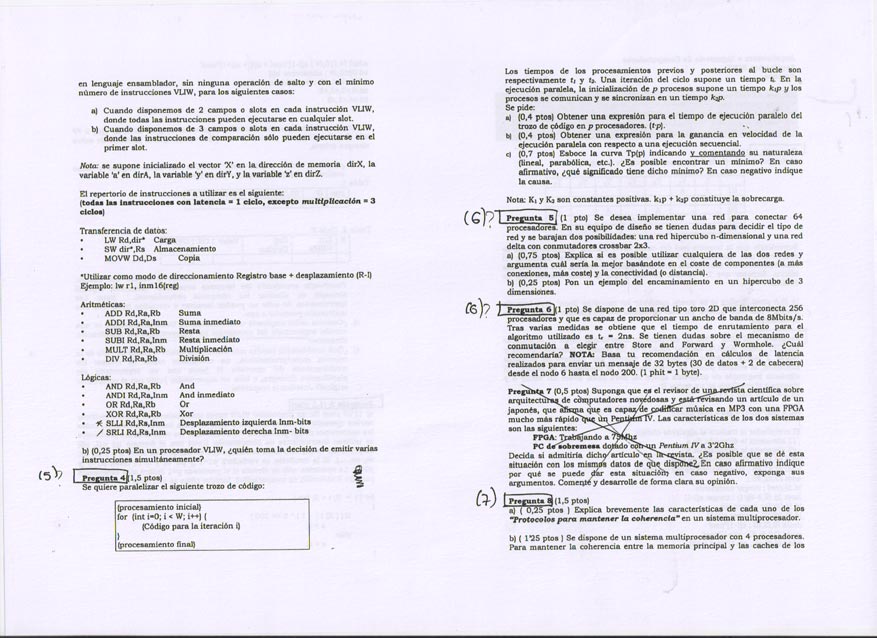 en lenguaje ensamblador, sin ninguna operación de salto y con el mínimo
número de instrucciones VLIW, para los siguientes casos:
a) Cuando disponemos de 2 campos o slots en cada instrucción VLIW,
donde todas las instrucciones pueden ejecutarse en cualquier slot.
b) Cuando disponemos de 3 campos o slots en cada instrucción VLIW,
donde las instrucciones de comparación sólo pueden ejecutarse en el
primer slot.
Nota: se supone inicializado el vector 'X' en la dirección de memoria dirX, la
variable 'a' en dirA, la variable 'y' en dirY, y la variable 'z' en dirZ.
El repertorio de instrucciones a utilizar es el siguiente:
(todas las instrucciones con latencia = 1 ciclo, excepto multiplicación = 3
ciclos)
Transferencia de datos:
• LW Rd,dir* Carga
• SW dir*,Rs Almacenamiento
• MOVW Dd,Ds Copia
*Utilizar como modo de direccionamiento Registro base + desplazamiento (R-I)
Ejemplo: lw r1, inm16(reg)
Aritméticas:
• ADD Rd,Ra,Rb Suma
• ADDI Rd,Ra,Inm Suma inmediato
• SUB Rd,Ra,Rb Resta
• SUBI Rd,Ra,Inm Resta inmediato
• MULT Rd,Ra,Rb Multiplicación
• DIV Rd,Ra,Rb División
Lógicas:
• AND Rd,Ra,Rb And
• ANDI Rd,Ra,Inm And inmediato
• OR Rd,Ra,Rb Or
• XOR Rd,Ra,Rb Xor
• SLLI Rd,Rs,Inm Desplazamiento izquierda Inm-bits
• SRLI Rd,Rs,Inm Desplazamiento derecha Inm- bits
b) (0,25 ptos) En un procesador VLIW, ¿quién toma la decisión de emitir varias
instrucciones simultáneamente?
(5)? Pregunta 4 (1,5 ptos)
Se quiere paralelizar el siguiente trozo de código:
(procesamiento inicial)
for (int i=0; i < W; i++) {
(Código para la iteración i)
}
(procesamiento final)
Los tiempos de los procesamientos previos y posteriores al bucle son
respectivamente t₁ y t₃. Una iteración del ciclo supone un tiempo tᵢ. En la
ejecución paralela, la inicialización de p procesos supone un tiempo k₁p y los
procesos se comunican y se sincronizan en un tiempo k₂p.
Se pide:
a) (0,4 ptos) Obtener una expresión para el tiempo de ejecución paralelo del
trozo de código en p procesadores. (t·p).
b) (0,4 ptos) Obtener una expresión para la ganancia en velocidad de la
ejecución paralela con respecto a una ejecución secuencial.
c) (0,7 ptos) Esboce la curva Tp(p) indicando y comentando su naturaleza
(lineal, parabólica, etc.). ¿Es posible encontrar un mínimo? En caso
afirmativo, ¿qué significado tiene dicho mínimo? En caso negativo indique
la causa.
Nota: K₁ y K₃ son constantes positivas. k₁p + k₂p constituye la sobrecarga.
(6)? Pregunta 5 (1 pto) Se desea implementar una red para conectar 64
procesadores. En su equipo de diseño se tienen dudas para decidir el tipo de
red y se barajan dos posibilidades: una red hipercubo n-dimensional y una red
delta con conmutadores crossbar 2x3.
a) (0,75 ptos) Explica si es posible utilizar cualquiera de las dos redes y
argumenta cuál sería la mejor basándote en el coste de componentes (a más
conexiones, más coste) y la conectividad (o distancia).
b) (0,25 ptos) Pon un ejemplo del encaminamiento en un hipercubo de 3
dimensiones.
(6)? Pregunta 6 (1 pto) Se dispone de una red tipo toro 2D que interconecta 256
procesadores y que es capaz de proporcionar un ancho de banda de 8Mbits/s.
Tras varias medidas se obtiene que el tiempo de enrutamiento para el
algoritmo utilizado es tᵣ = 2ns. Se tienen dudas sobre el mecanismo de
conmutación a elegir entre Store and Forward y Wormhole. ¿Cuál
recomendaría? NOTA: Basa tu recomendación en cálculos de latencia
realizados para enviar un mensaje de 32 bytes (30 de datos + 2 de cabecera)
desde el nodo 6 hasta el nodo 200. (1 phit = 1 byte).
Pregunta 7 (0,5 ptos) Suponga que es el revisor de una revista científica sobre
arquitecturas de computadores novedosas y está revisando un artículo de un
japonés, que afirma que es capaz de codificar música en MP3 con una FPGA
mucho más rápido que un Pentium IV. Las características de los dos sistemas
son las siguientes:
FPGA: Trabajando a 75Mhz
PC de sobremesa dotado con un Pentium IV a 3'2Ghz
Decida si admitiría dicho artículo en la revista. ¿Es posible que se dé esta
situación con los mismos datos de que dispone? En caso afirmativo indique
por qué se puede dar esta situación, en caso negativo, exponga sus
argumentos. Comente y desarrolle de forma clara su opinión.
(7) Pregunta 8 (1,5 ptos)
a) ( 0,25 ptos ) Explica brevemente las características de cada uno de los
"Protocolos para mantener la coherencia" en un sistema multiprocesador.
b) ( 1'25 ptos ) Se dispone de un sistema multiprocesador con 4 procesadores.
Para mantener la coherencia entre la memoria principal y las caches de los